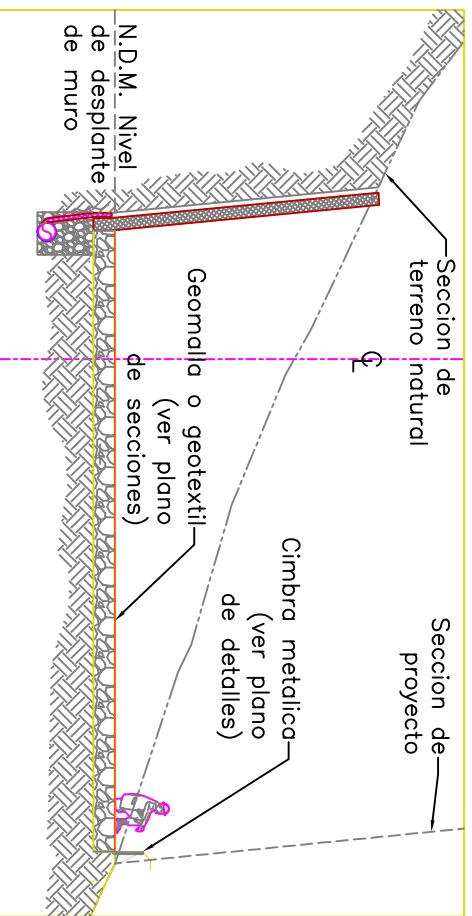 Seccion de
terreno natural
℄
Seccion de
proyecto
Cimbra metalica
(ver plano
de detalles)
Geomalla o geotextil
(ver plano
de secciones)
N.D.M. Nivel
de desplante
de muro